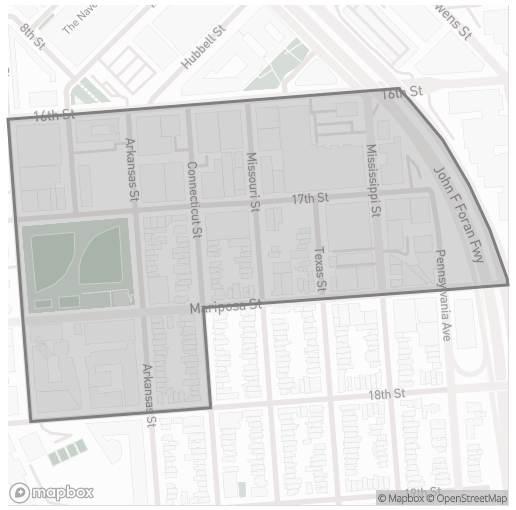 8th St
The Nave
Hubbell St
wens St
16th St
16th St
Arkansas St
Connecticut St
Missouri St
Mississippi St
John F Foran Fwy
17th St
Texas St
Pennsylvania Ave
Mariposa St
Arkansas St
18th St
19th St
mapbox
© Mapbox © OpenStreetMap